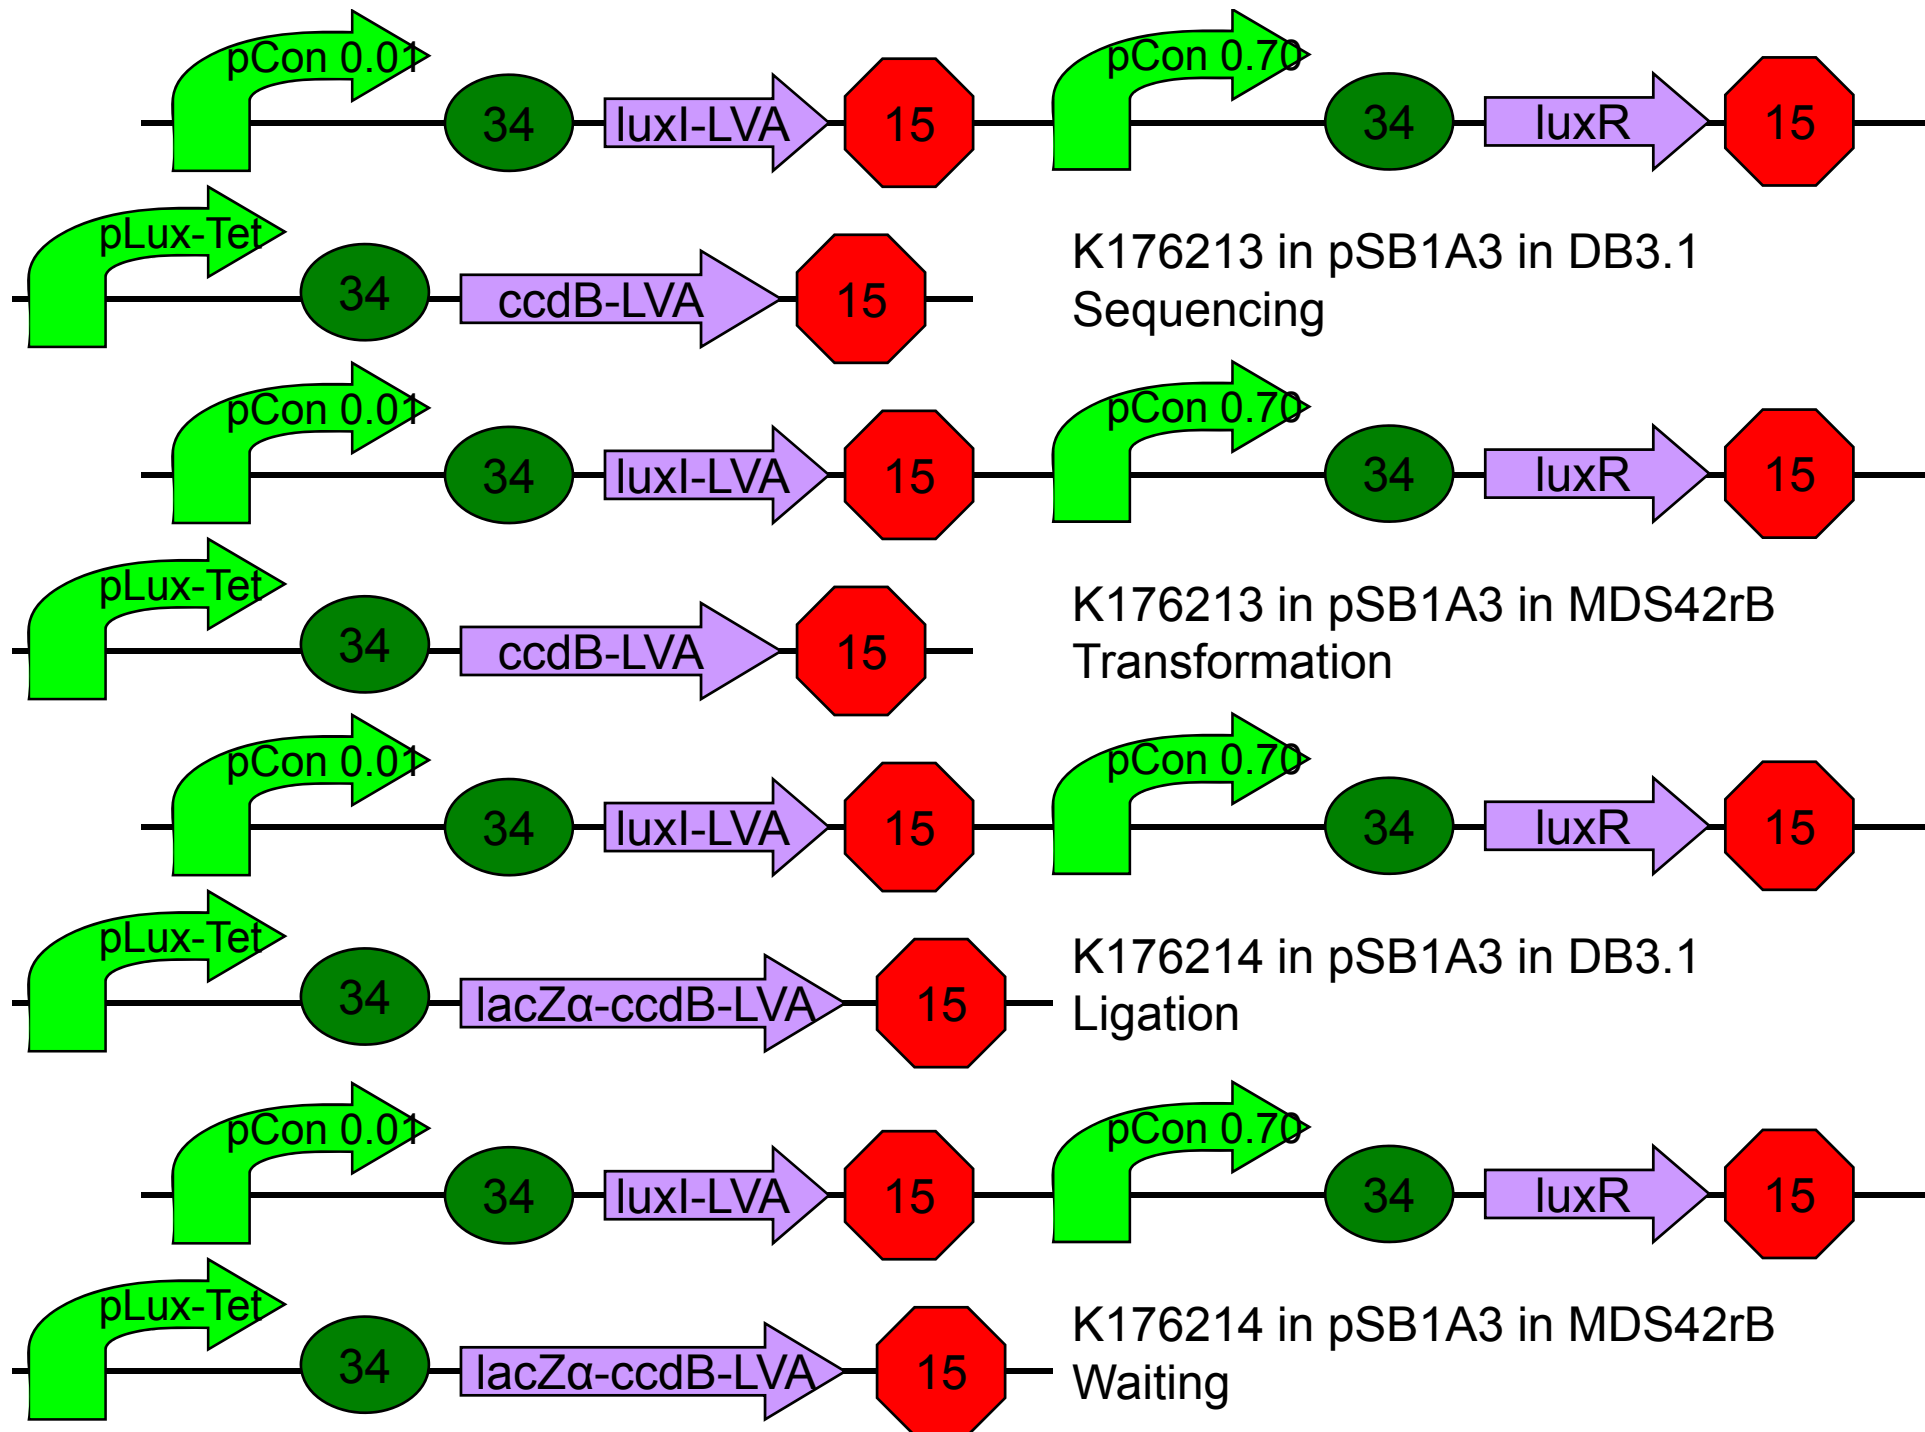 pCon 0.01 pCon 0.70
34 luxI-LVA 15 34 luxR 15
pLux-Tet
34 ccdB-LVA 15
K176213 in pSB1A3 in DB3.1
Sequencing
pCon 0.01 pCon 0.70
34 luxI-LVA 15 34 luxR 15
pLux-Tet
34 ccdB-LVA 15
K176213 in pSB1A3 in MDS42rB
Transformation
pCon 0.01 pCon 0.70
34 luxI-LVA 15 34 luxR 15
pLux-Tet
34 lacZα-ccdB-LVA 15
K176214 in pSB1A3 in DB3.1
Ligation
pCon 0.01 pCon 0.70
34 luxI-LVA 15 34 luxR 15
pLux-Tet
34 lacZα-ccdB-LVA 15
K176214 in pSB1A3 in MDS42rB
Waiting